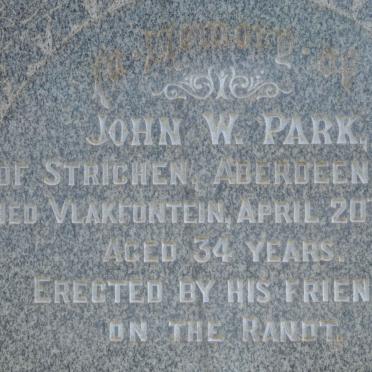 In Memory of
JOHN W. PARK,
OF STRICHEN, ABERDEEN
IED VLAKFONTEIN, APRIL 20
AGED 34 YEARS.
ERECTED BY HIS FRIEN
ON THE RANDT.